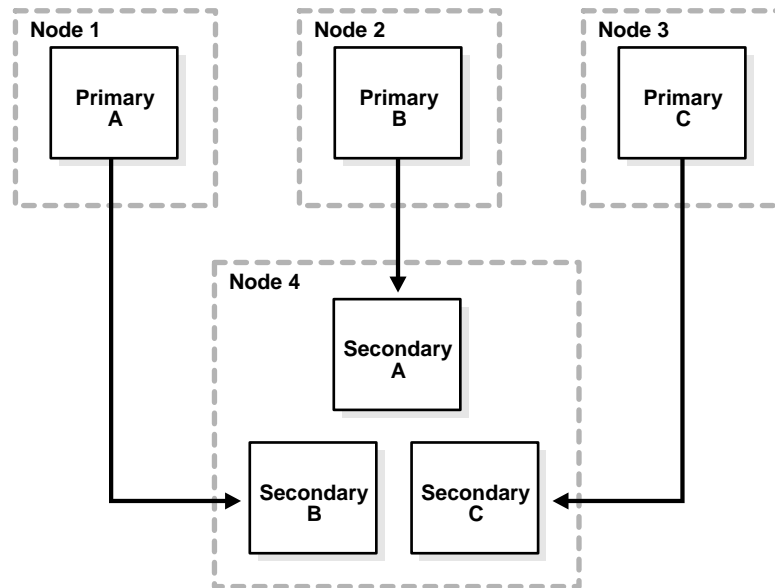 Node 1
Primary
A
Node 2
Primary
B
Node 3
Primary
C
Node 4
Secondary
A
Secondary
B
Secondary
C